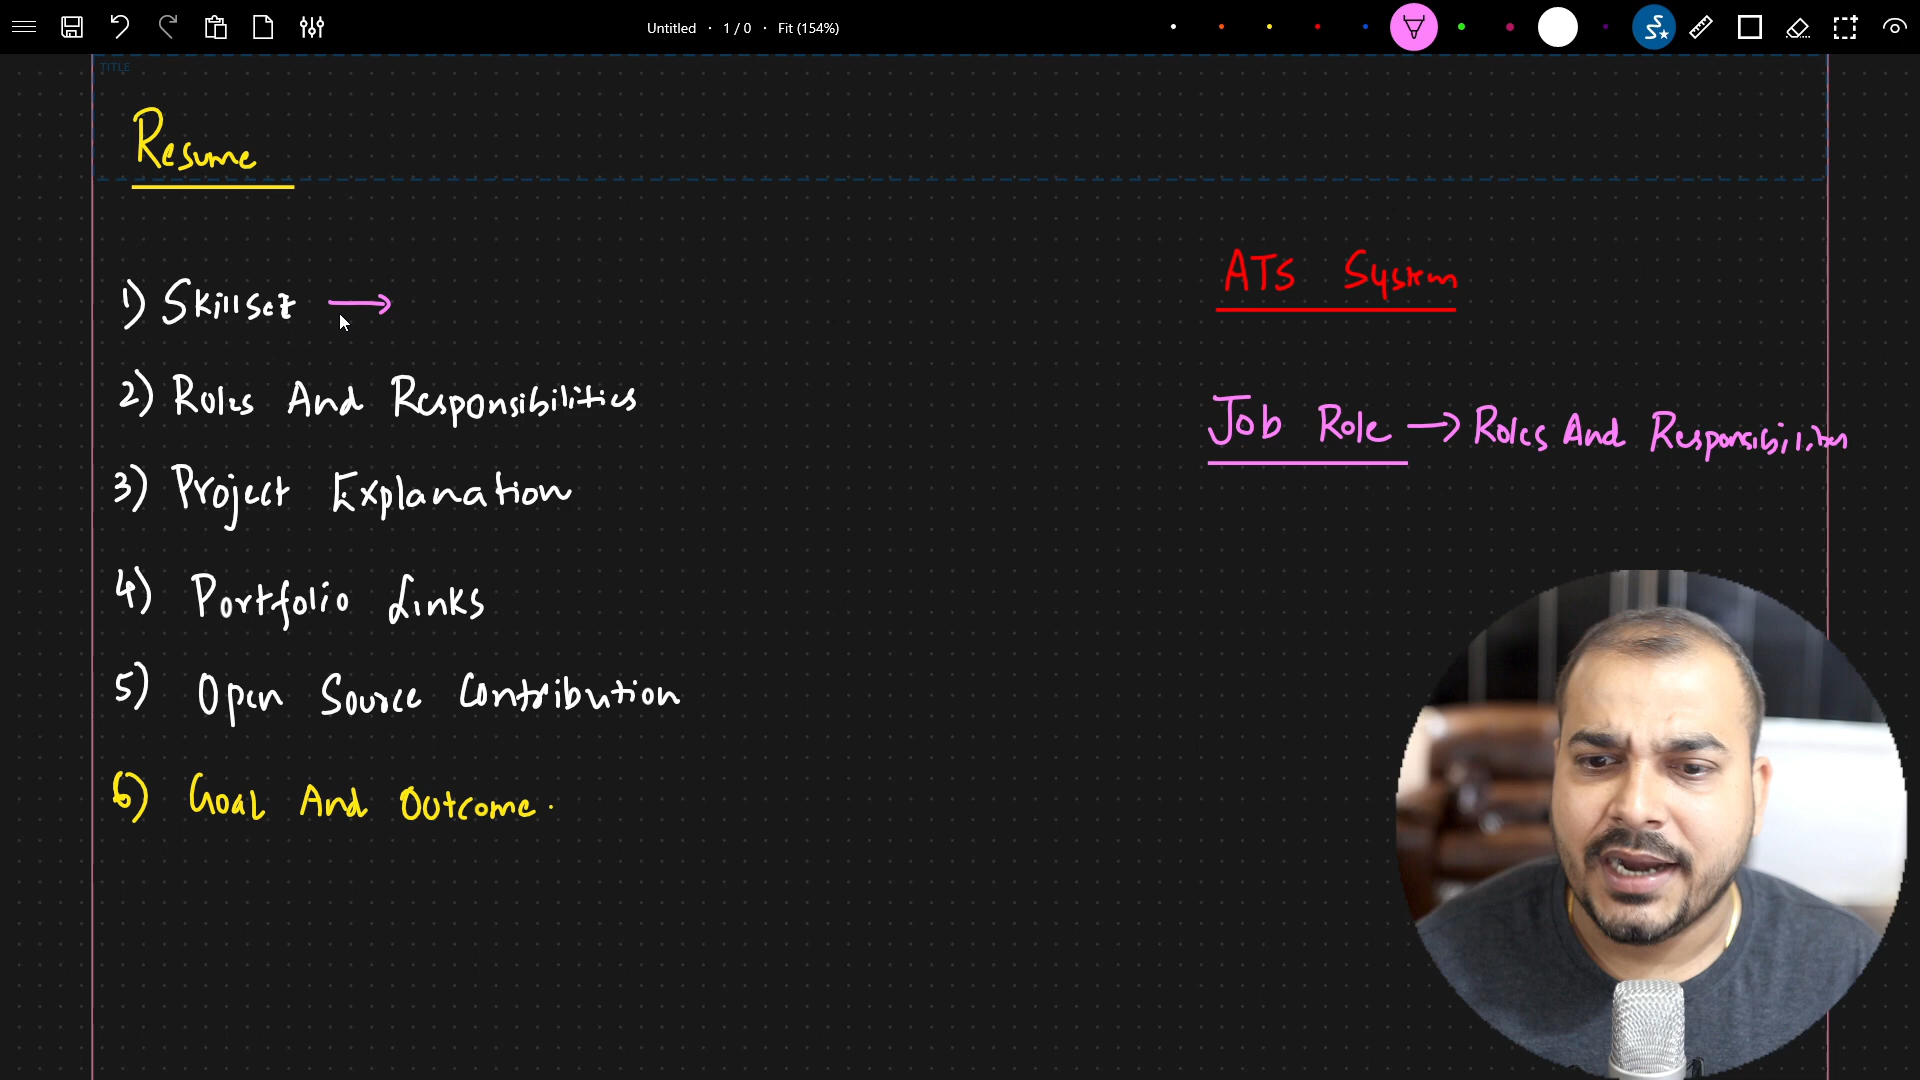 Untitled · 1 / 0 · Fit (154%)
TITLE
Resume
1) Skillset →
2) Roles And Responsibilities
3) Project Explanation
4) Portfolio Links
5) Open Source Contribution
6) Goal And Outcome.
ATS System
Job Role → Roles And Responsibilities